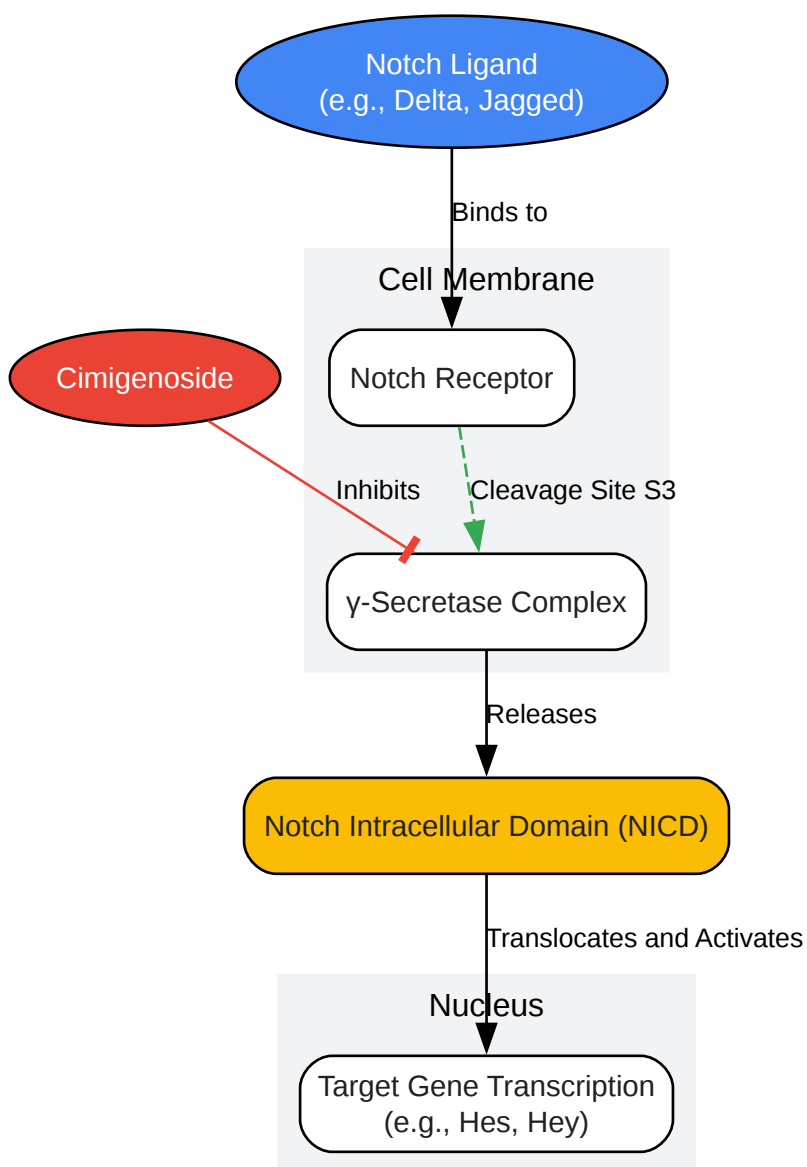 Notch Ligand
(e.g., Delta, Jagged)
Binds to
Cell Membrane
Cimigenoside
Notch Receptor
Inhibits
Cleavage Site S3
γ-Secretase Complex
Releases
Notch Intracellular Domain (NICD)
Translocates and Activates
Nucleus
Target Gene Transcription
(e.g., Hes, Hey)